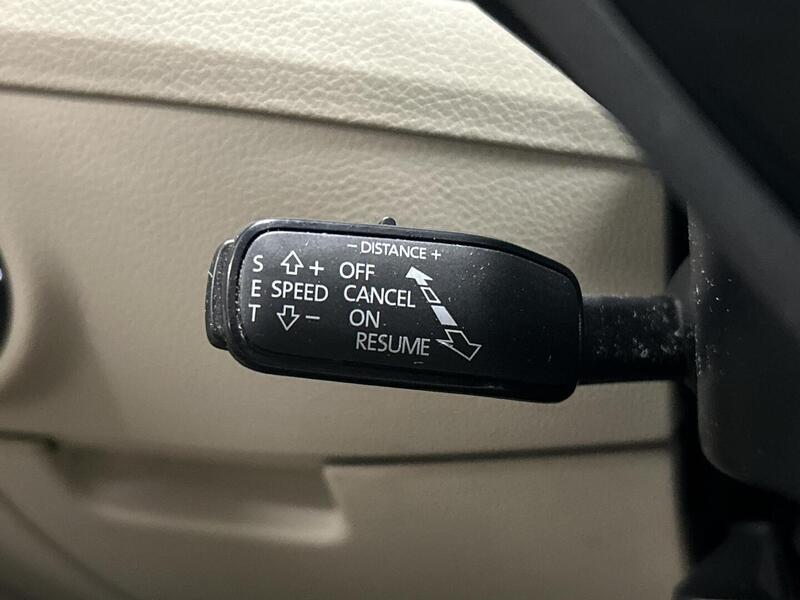 - DISTANCE +
S + OFF
E SPEED CANCEL
T - ON
RESUME